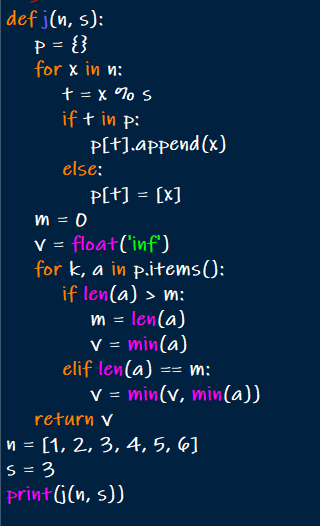 def j(n, s):
    p = {}
    for x in n:
        t = x % s
        if t in p:
            p[t].append(x)
        else:
            p[t] = [x]
    m = 0
    v = float('inf')
    for k, a in p.items():
        if len(a) > m:
            m = len(a)
            v = min(a)
        elif len(a) == m:
            v = min(v, min(a))
    return v
n = [1, 2, 3, 4, 5, 6]
s = 3
print(j(n, s))